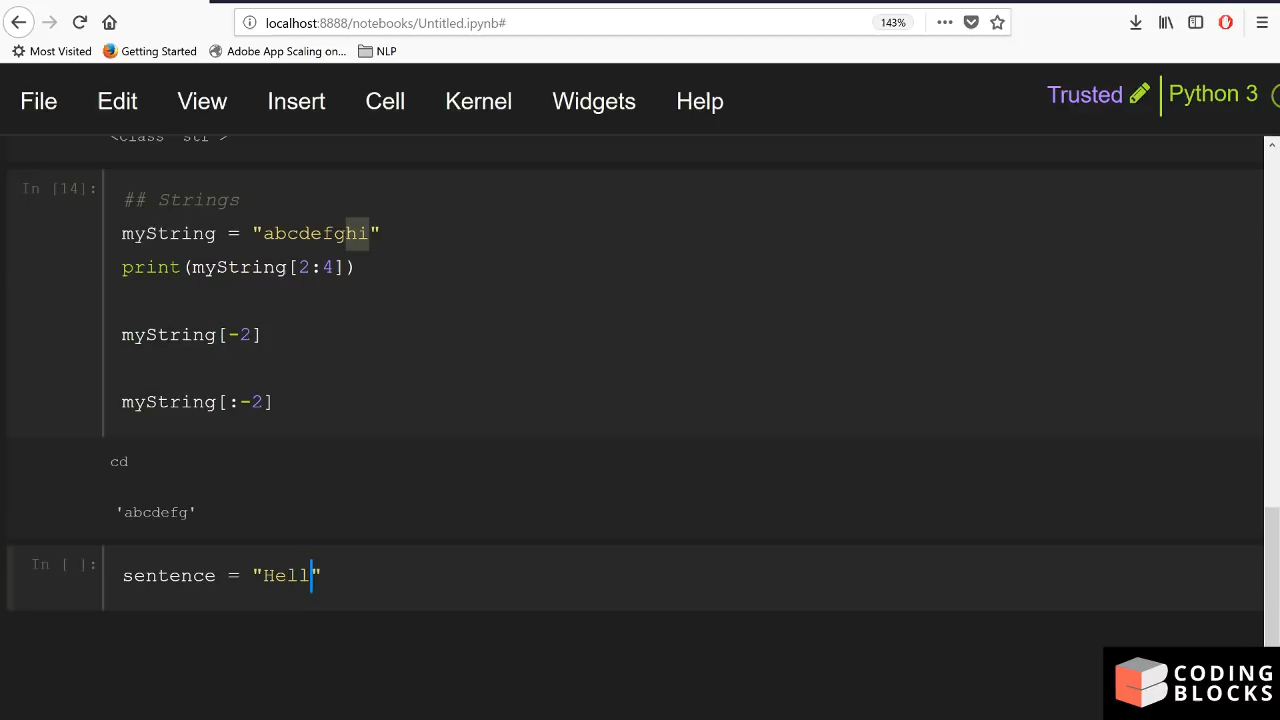 localhost:8888/notebooks/Untitled.ipynb#
143%
Most Visited
Getting Started
Adobe App Scaling on...
NLP
File
Edit
View
Insert
Cell
Kernel
Widgets
Help
Trusted
Python 3
In [14]:
## Strings
myString = "abcdefghi"
print(myString[2:4])
myString[-2]
myString[:-2]
cd
'abcdefg'
In [ ]:
sentence = "Hell"
CODING
BLOCKS